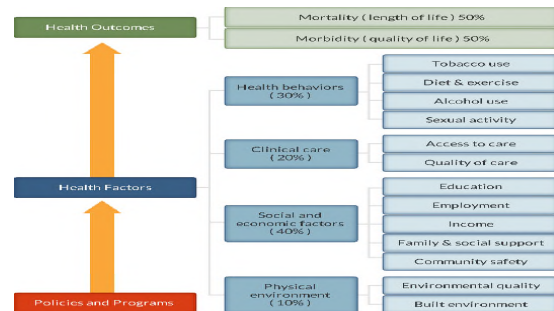 Health Outcomes
Mortality (length of life) 50%
Morbidity (quality of life) 50%
Health behaviors
(30%)
Tobacco use
Diet & exercise
Alcohol use
Sexual activity
Clinical care
(20%)
Access to care
Quality of care
Health Factors
Social and
economic factors
(40%)
Education
Employment
Income
Family & social support
Community safety
Policies and Programs
Physical
environment
(10%)
Environmental quality
Built environment